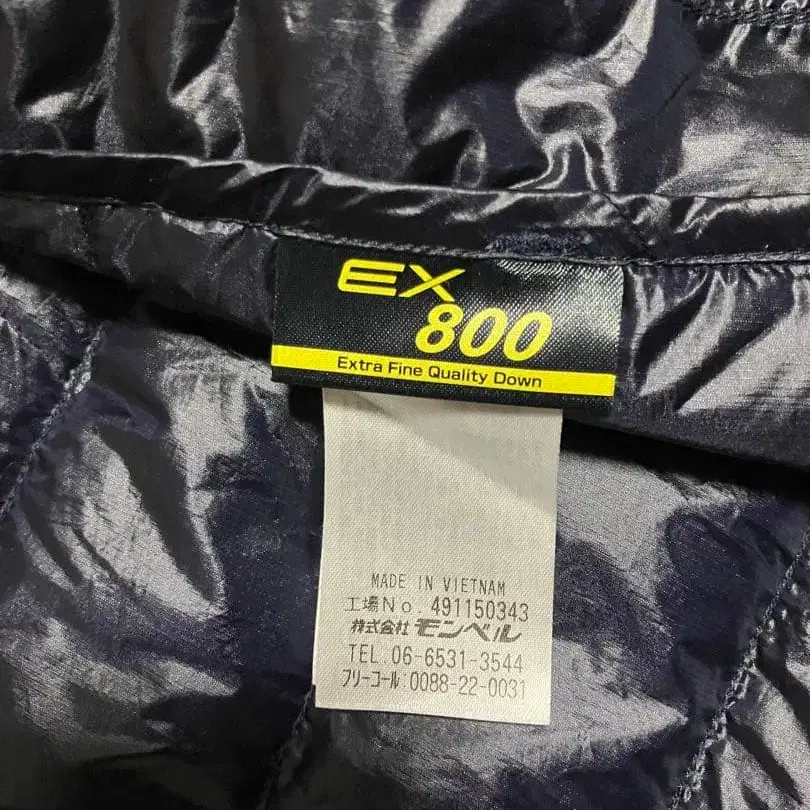 EX
800
Extra Fine Quality Down
MADE IN VIETNAM
工場No. 491150343
株式会社 モンベル
TEL.06-6531-3544
フリーコール:0088-22-0031